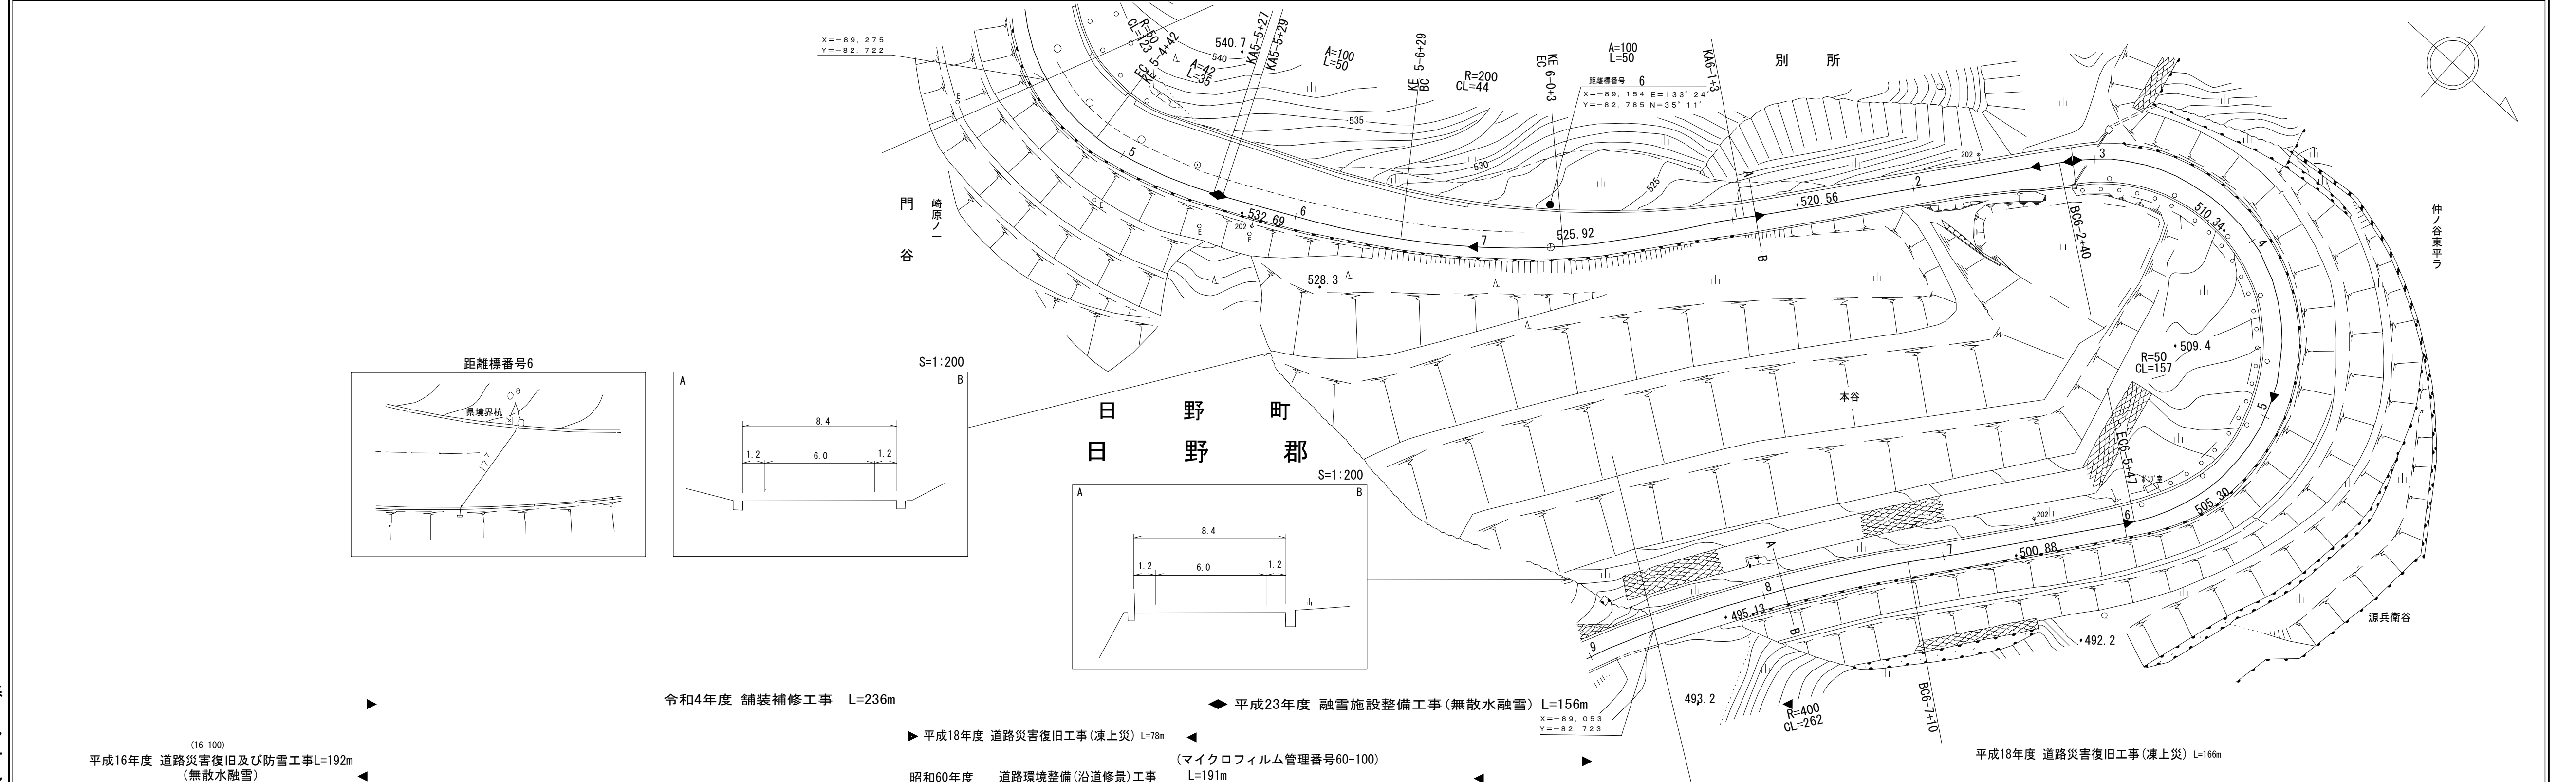 X=-89. 275
Y=-82. 722
R=50
CL=123
5-4+42
A=42
L=35
540.7
540
KA5-5+27
KA5-5+29
A=100
L=50
KE
BC 5-6+29
R=200
CL=44
KE
EC 6-0+3
A=100
L=50
距離標番号 6
X=-89. 154 E=133°24′
Y=-82. 785 N=35°11′
KA6-1+3
別 所
535
530
525
5
6
7
532.69
202
E
E
E
E
525.92
528.3
A
B
520.56
2
202
3
BC6-2+40
510.34
4
509.4
R=50
CL=157
5
EC6-5+47
ポンプ室
505.30
6
202
500.88
7
8
495.13
A
B
9
492.2
493.2
BC6-7+10
R=400
CL=262
X=-89. 053
Y=-82. 723
門 谷
崎原ノ一
本谷
仲ノ谷東平ラ
源兵衛谷
日 野 町
日 野 郡
距離標番号6
県境界杭
17.7
S=1:200
A
B
8.4
1.2
6.0
1.2
S=1:200
A
B
8.4
1.2
6.0
1.2
令和4年度 舗装補修工事 L=236m
平成23年度 融雪施設整備工事(無散水融雪) L=156m
平成18年度 道路災害復旧工事(凍上災) L=78m
(16-100)
平成16年度 道路災害復旧及び防雪工事L=192m
(無散水融雪)
(マイクロフィルム管理番号60-100)
昭和60年度 道路環境整備(沿道修景)工事 L=191m
平成18年度 道路災害復旧工事(凍上災) L=166m